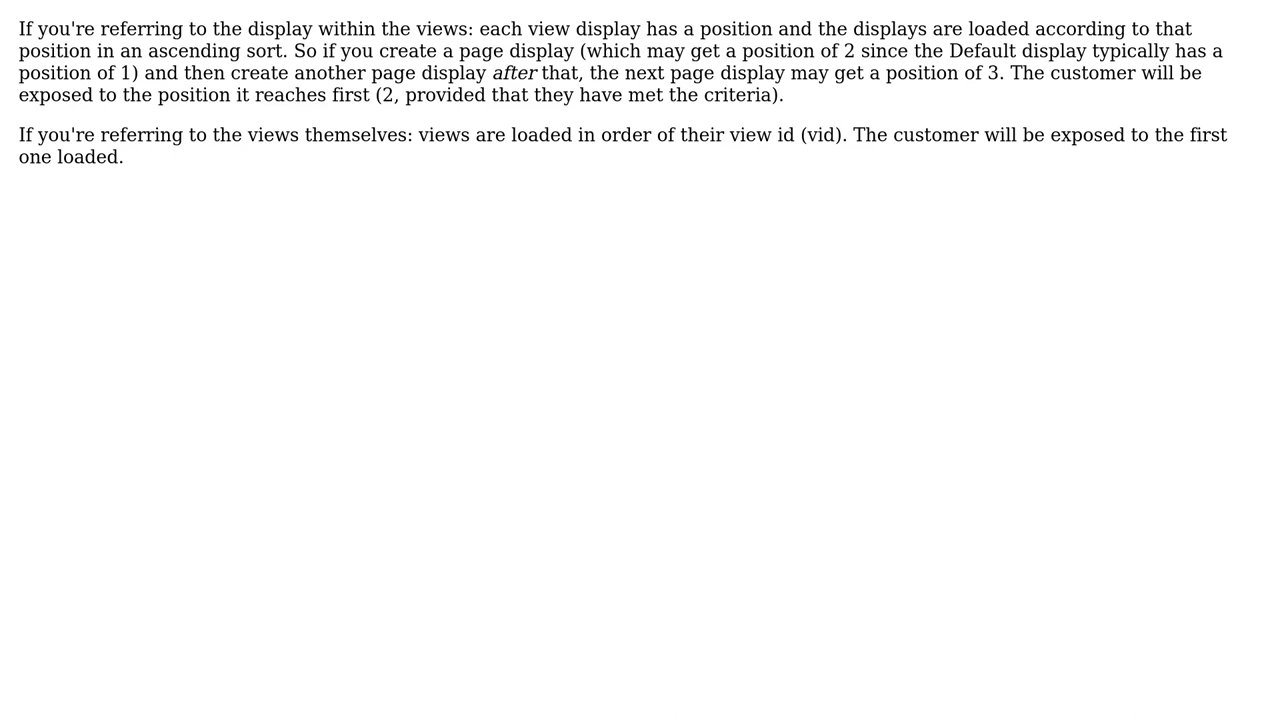 If you're referring to the display within the views: each view display has a position and the displays are loaded according to that
position in an ascending sort. So if you create a page display (which may get a position of 2 since the Default display typically has a
position of 1) and then create another page display after that, the next page display may get a position of 3. The customer will be
exposed to the position it reaches first (2, provided that they have met the criteria).
If you're referring to the views themselves: views are loaded in order of their view id (vid). The customer will be exposed to the first
one loaded.